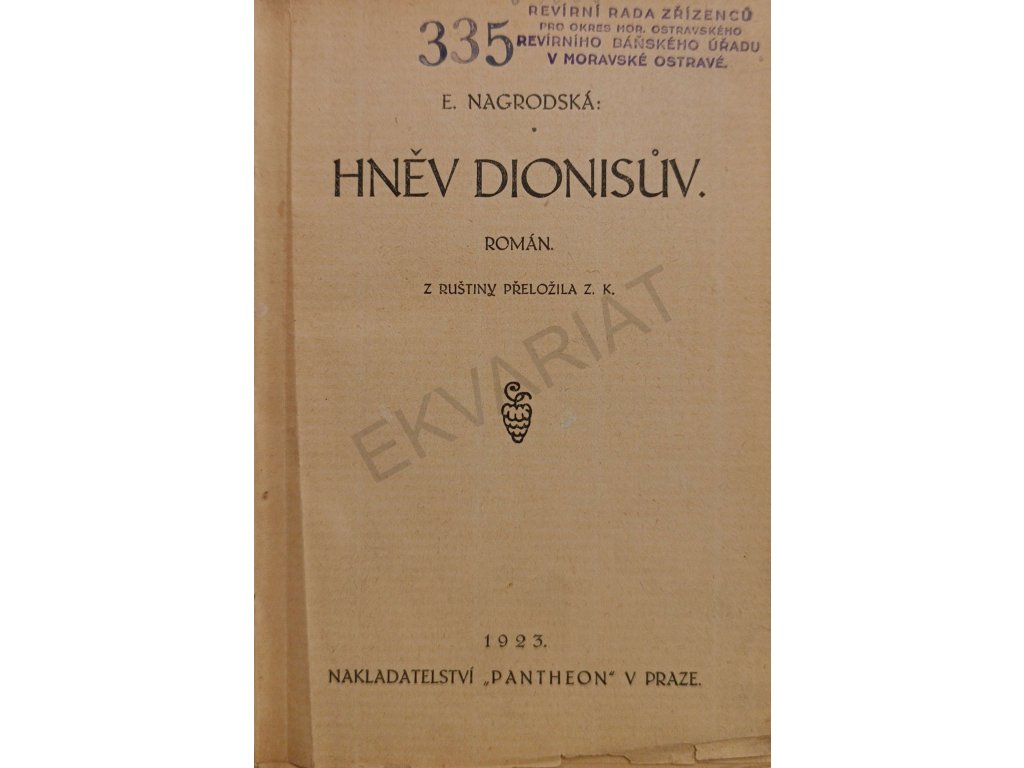 335
REVÍRNÍ RADA ZŘÍZENCŮ
PRO OKRES MOR. OSTRAVSKÉHO
REVÍRNÍHO BÁŇSKÉHO ÚŘADU
V MORAVSKÉ OSTRAVĚ.
E. NAGRODSKÁ:
HNĚV DIONISŮV.
ROMÁN.
Z RUŠTINY PŘELOŽILA Z. K.
EKVARIAT
1923.
NAKLADATELSTVÍ „PANTHEON“ V PRAZE.